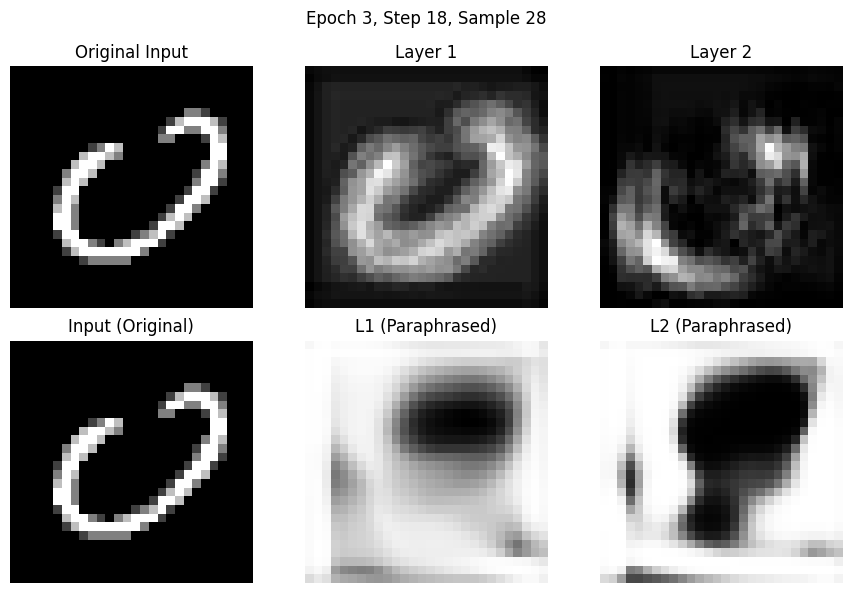 Epoch 3, Step 18, Sample 28
Original Input
Layer 1
Layer 2
Input (Original)
L1 (Paraphrased)
L2 (Paraphrased)